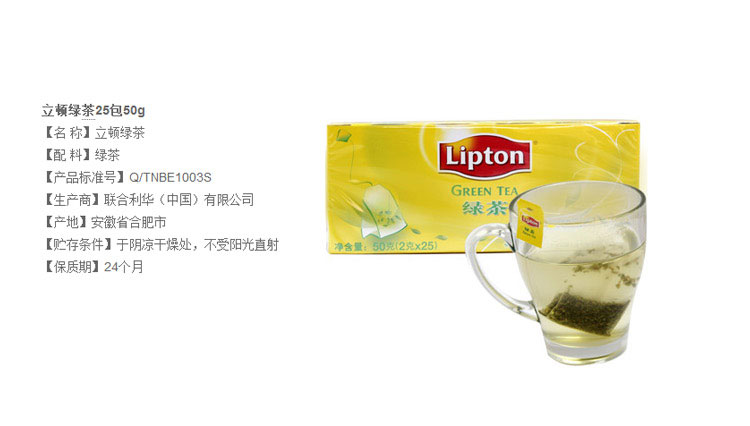 立顿绿茶25包50g
【名 称】立顿绿茶
【配 料】绿茶
【产品标准号】Q/TNBE1003S
【生产商】联合利华（中国）有限公司
【产地】安徽省合肥市
【贮存条件】于阴凉干燥处，不受阳光直射
【保质期】24个月
Lipton
GREEN TEA
绿茶
净含量：50克(2克x25)
Lipton
绿茶